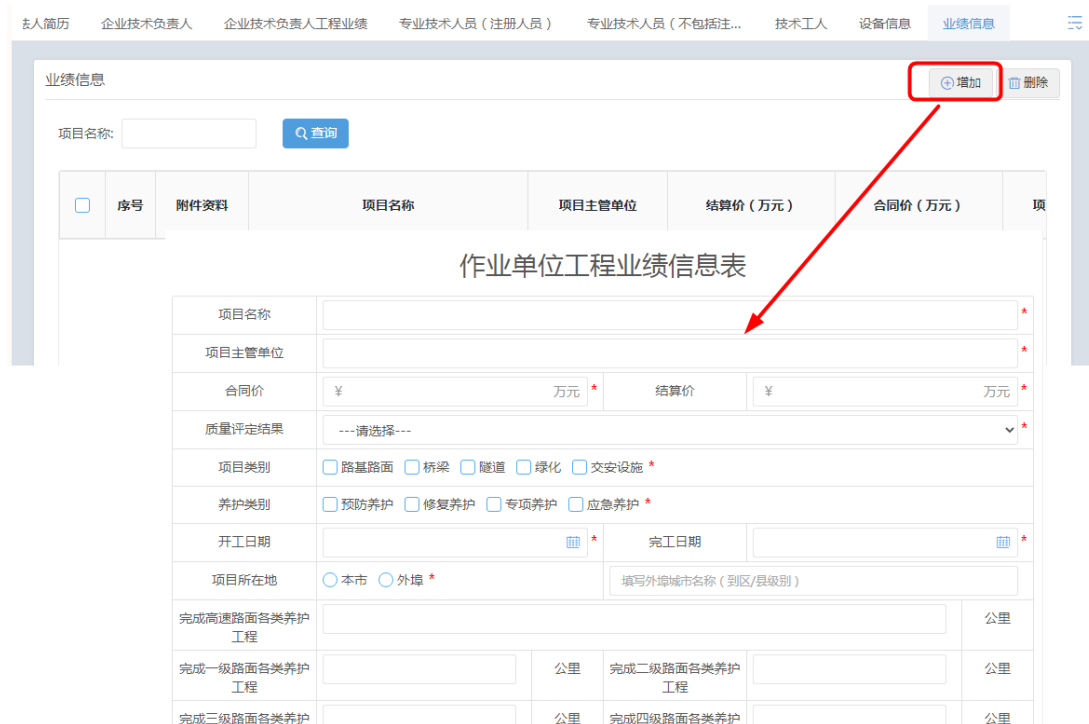 人简历 企业技术负责人 企业技术负责人工程业绩 专业技术人员（注册人员） 专业技术人员（不包括注... 技术工人 设备信息 业绩信息
业绩信息 增加 删除
项目名称: 查询
序号 附件资料 项目名称 项目主管单位 结算价（万元） 合同价（万元） 项
作业单位工程业绩信息表
项目名称 *
项目主管单位 *
合同价 ¥ 万元 * 结算价 ¥ 万元 *
质量评定结果 ---请选择--- *
项目类别 路基路面 桥梁 隧道 绿化 交安设施 *
养护类别 预防养护 修复养护 专项养护 应急养护 *
开工日期 * 完工日期 *
项目所在地 本市 外埠 * 填写外埠城市名称（到区/县级别）
完成高速路面各类养护 公里
工程
完成一级路面各类养护 公里 完成二级路面各类养护 公里
工程 工程
完成三级路面各类养护 公里 完成四级路面各类养护 公里